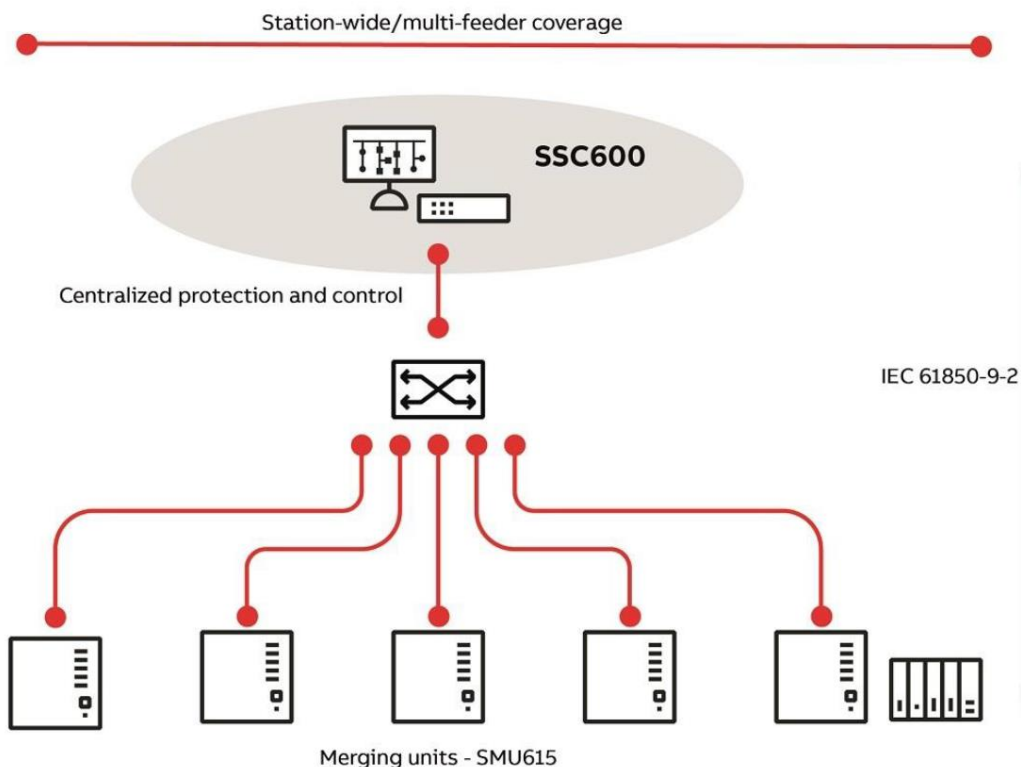 Station-wide/multi-feeder coverage
SSC600
Centralized protection and control
IEC 61850-9-2
Merging units - SMU615